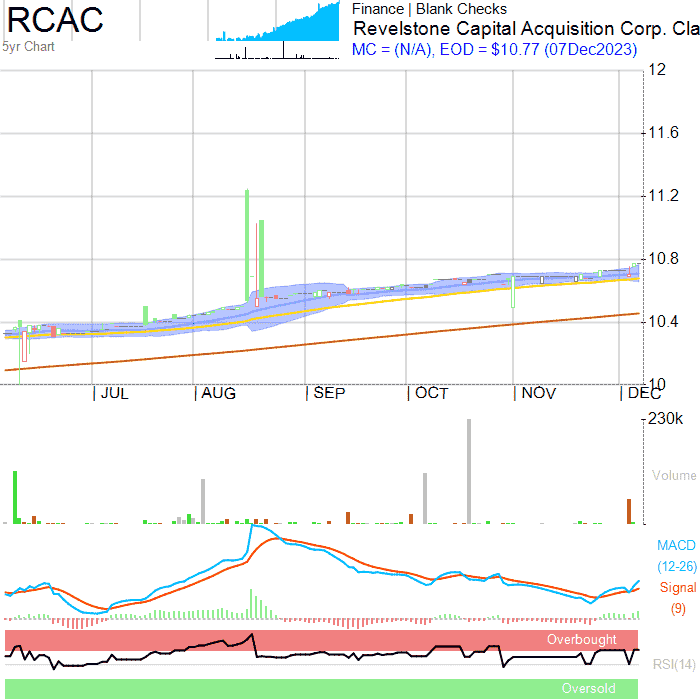 RCAC
5yr Chart
Finance | Blank Checks
Revelstone Capital Acquisition Corp. Cla
MC = (N/A), EOD = $10.77 (07Dec2023)
12
11.6
11.2
10.8
10.4
10
JUL
AUG
SEP
OCT
NOV
DEC
230k
Volume
MACD
(12-26)
Signal
(9)
Overbought
RSI(14)
Oversold